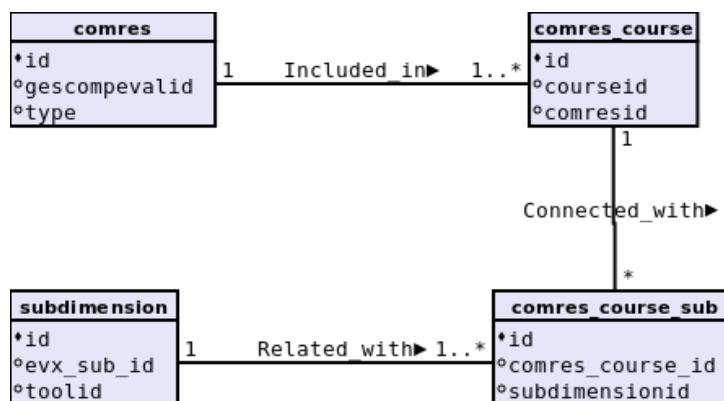 comres
id
gescompevalid
type
1 Included_in▶ 1..*
comres_course
id
courseid
comresid
1
Connected_with▶
*
subdimension
id
evx_sub_id
toolid
1 Related_with▶ 1..*
comres_course_sub
id
comres_course_id
subdimensionid